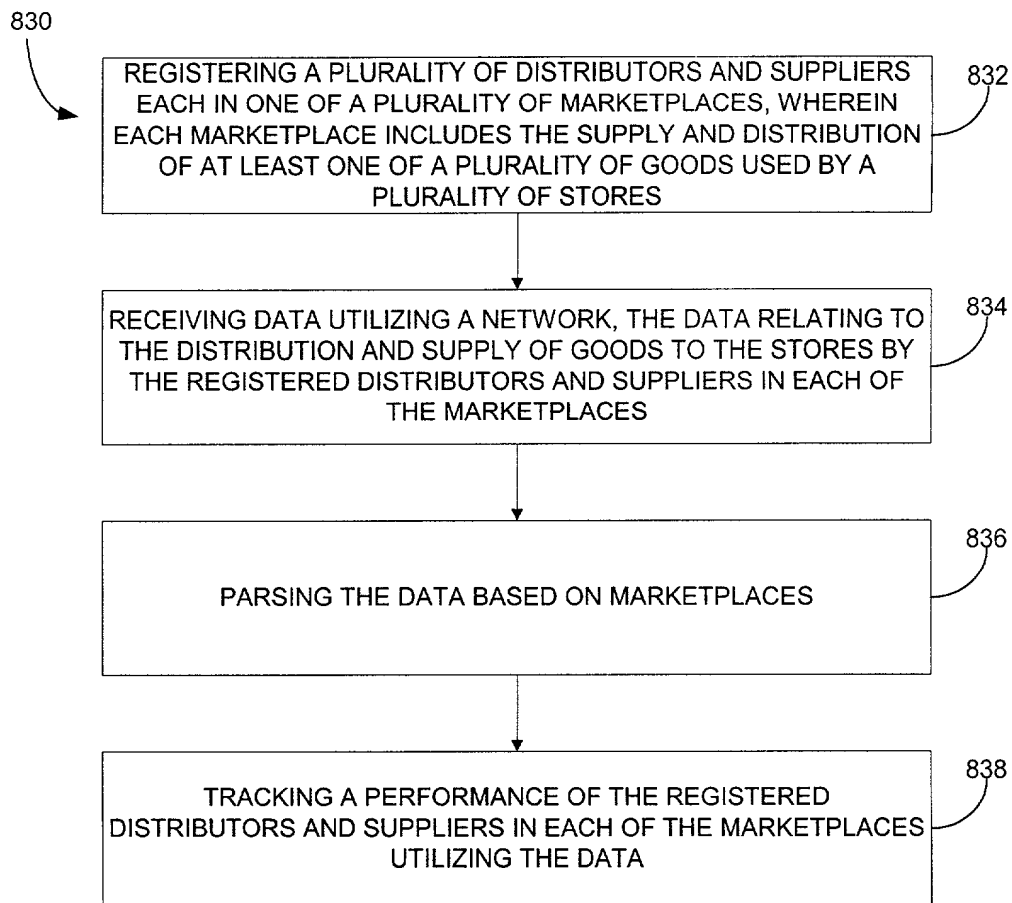 830
REGISTERING A PLURALITY OF DISTRIBUTORS AND SUPPLIERS
EACH IN ONE OF A PLURALITY OF MARKETPLACES, WHEREIN
EACH MARKETPLACE INCLUDES THE SUPPLY AND DISTRIBUTION
OF AT LEAST ONE OF A PLURALITY OF GOODS USED BY A
PLURALITY OF STORES
832
RECEIVING DATA UTILIZING A NETWORK, THE DATA RELATING TO
THE DISTRIBUTION AND SUPPLY OF GOODS TO THE STORES BY
THE REGISTERED DISTRIBUTORS AND SUPPLIERS IN EACH OF
THE MARKETPLACES
834
PARSING THE DATA BASED ON MARKETPLACES
836
TRACKING A PERFORMANCE OF THE REGISTERED
DISTRIBUTORS AND SUPPLIERS IN EACH OF THE MARKETPLACES
UTILIZING THE DATA
838